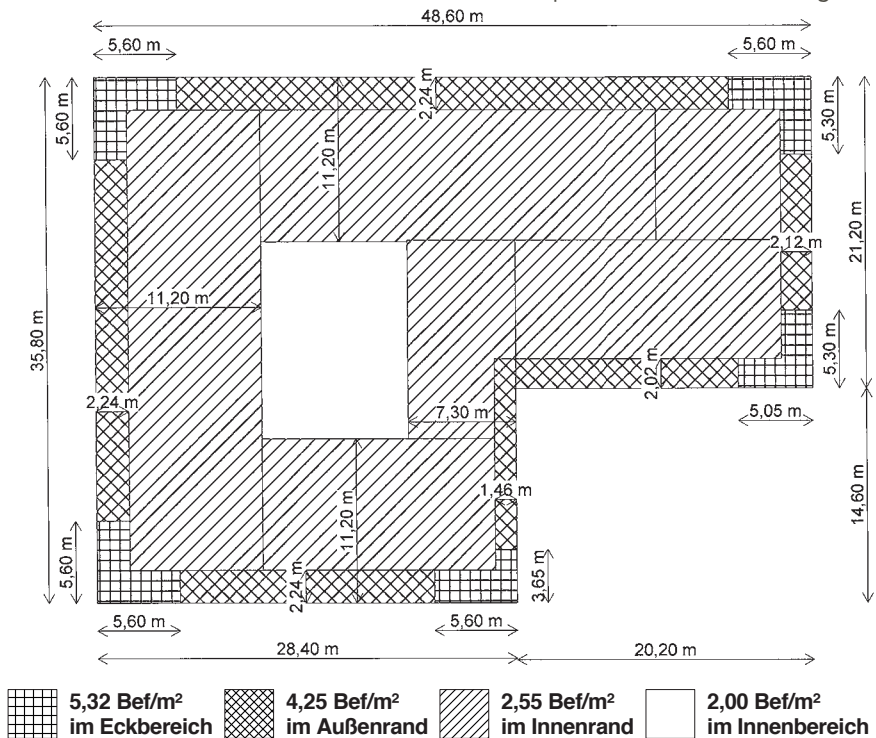 48,60 m
5,60 m
5,60 m
2,24 m
5,60 m
5,30 m
11,20 m
21,20 m
2,12 m
11,20 m
35,80 m
5,30 m
2,02 m
2,24 m
7,30 m
5,05 m
1,46 m
14,60 m
11,20 m
5,60 m
2,24 m
3,65 m
5,60 m
5,60 m
28,40 m
20,20 m
5,32 Bef/m²
im Eckbereich
4,25 Bef/m²
im Außenrand
2,55 Bef/m²
im Innenrand
2,00 Bef/m²
im Innenbereich